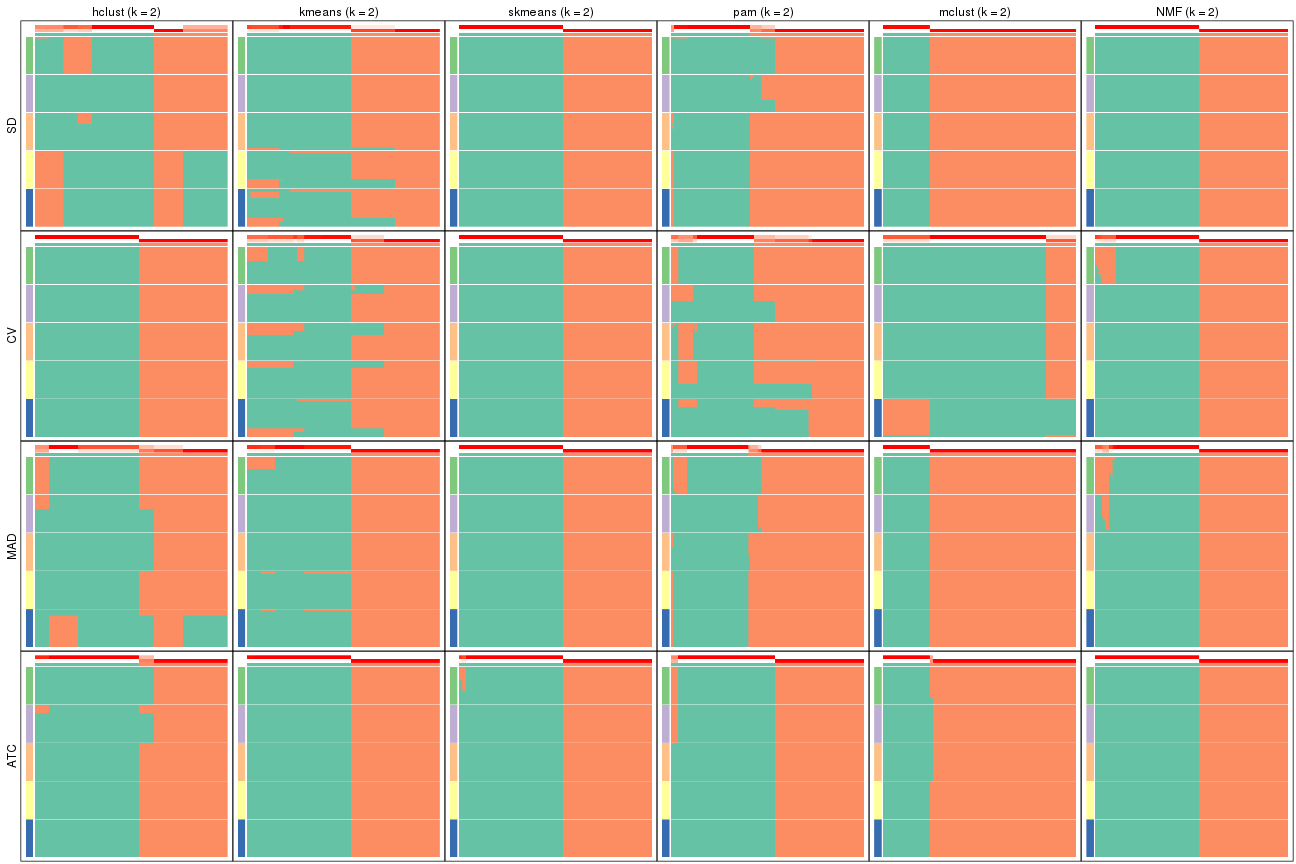 hclust (k = 2)
kmeans (k = 2)
skmeans (k = 2)
pam (k = 2)
mclust (k = 2)
NMF (k = 2)
SD
CV
MAD
ATC